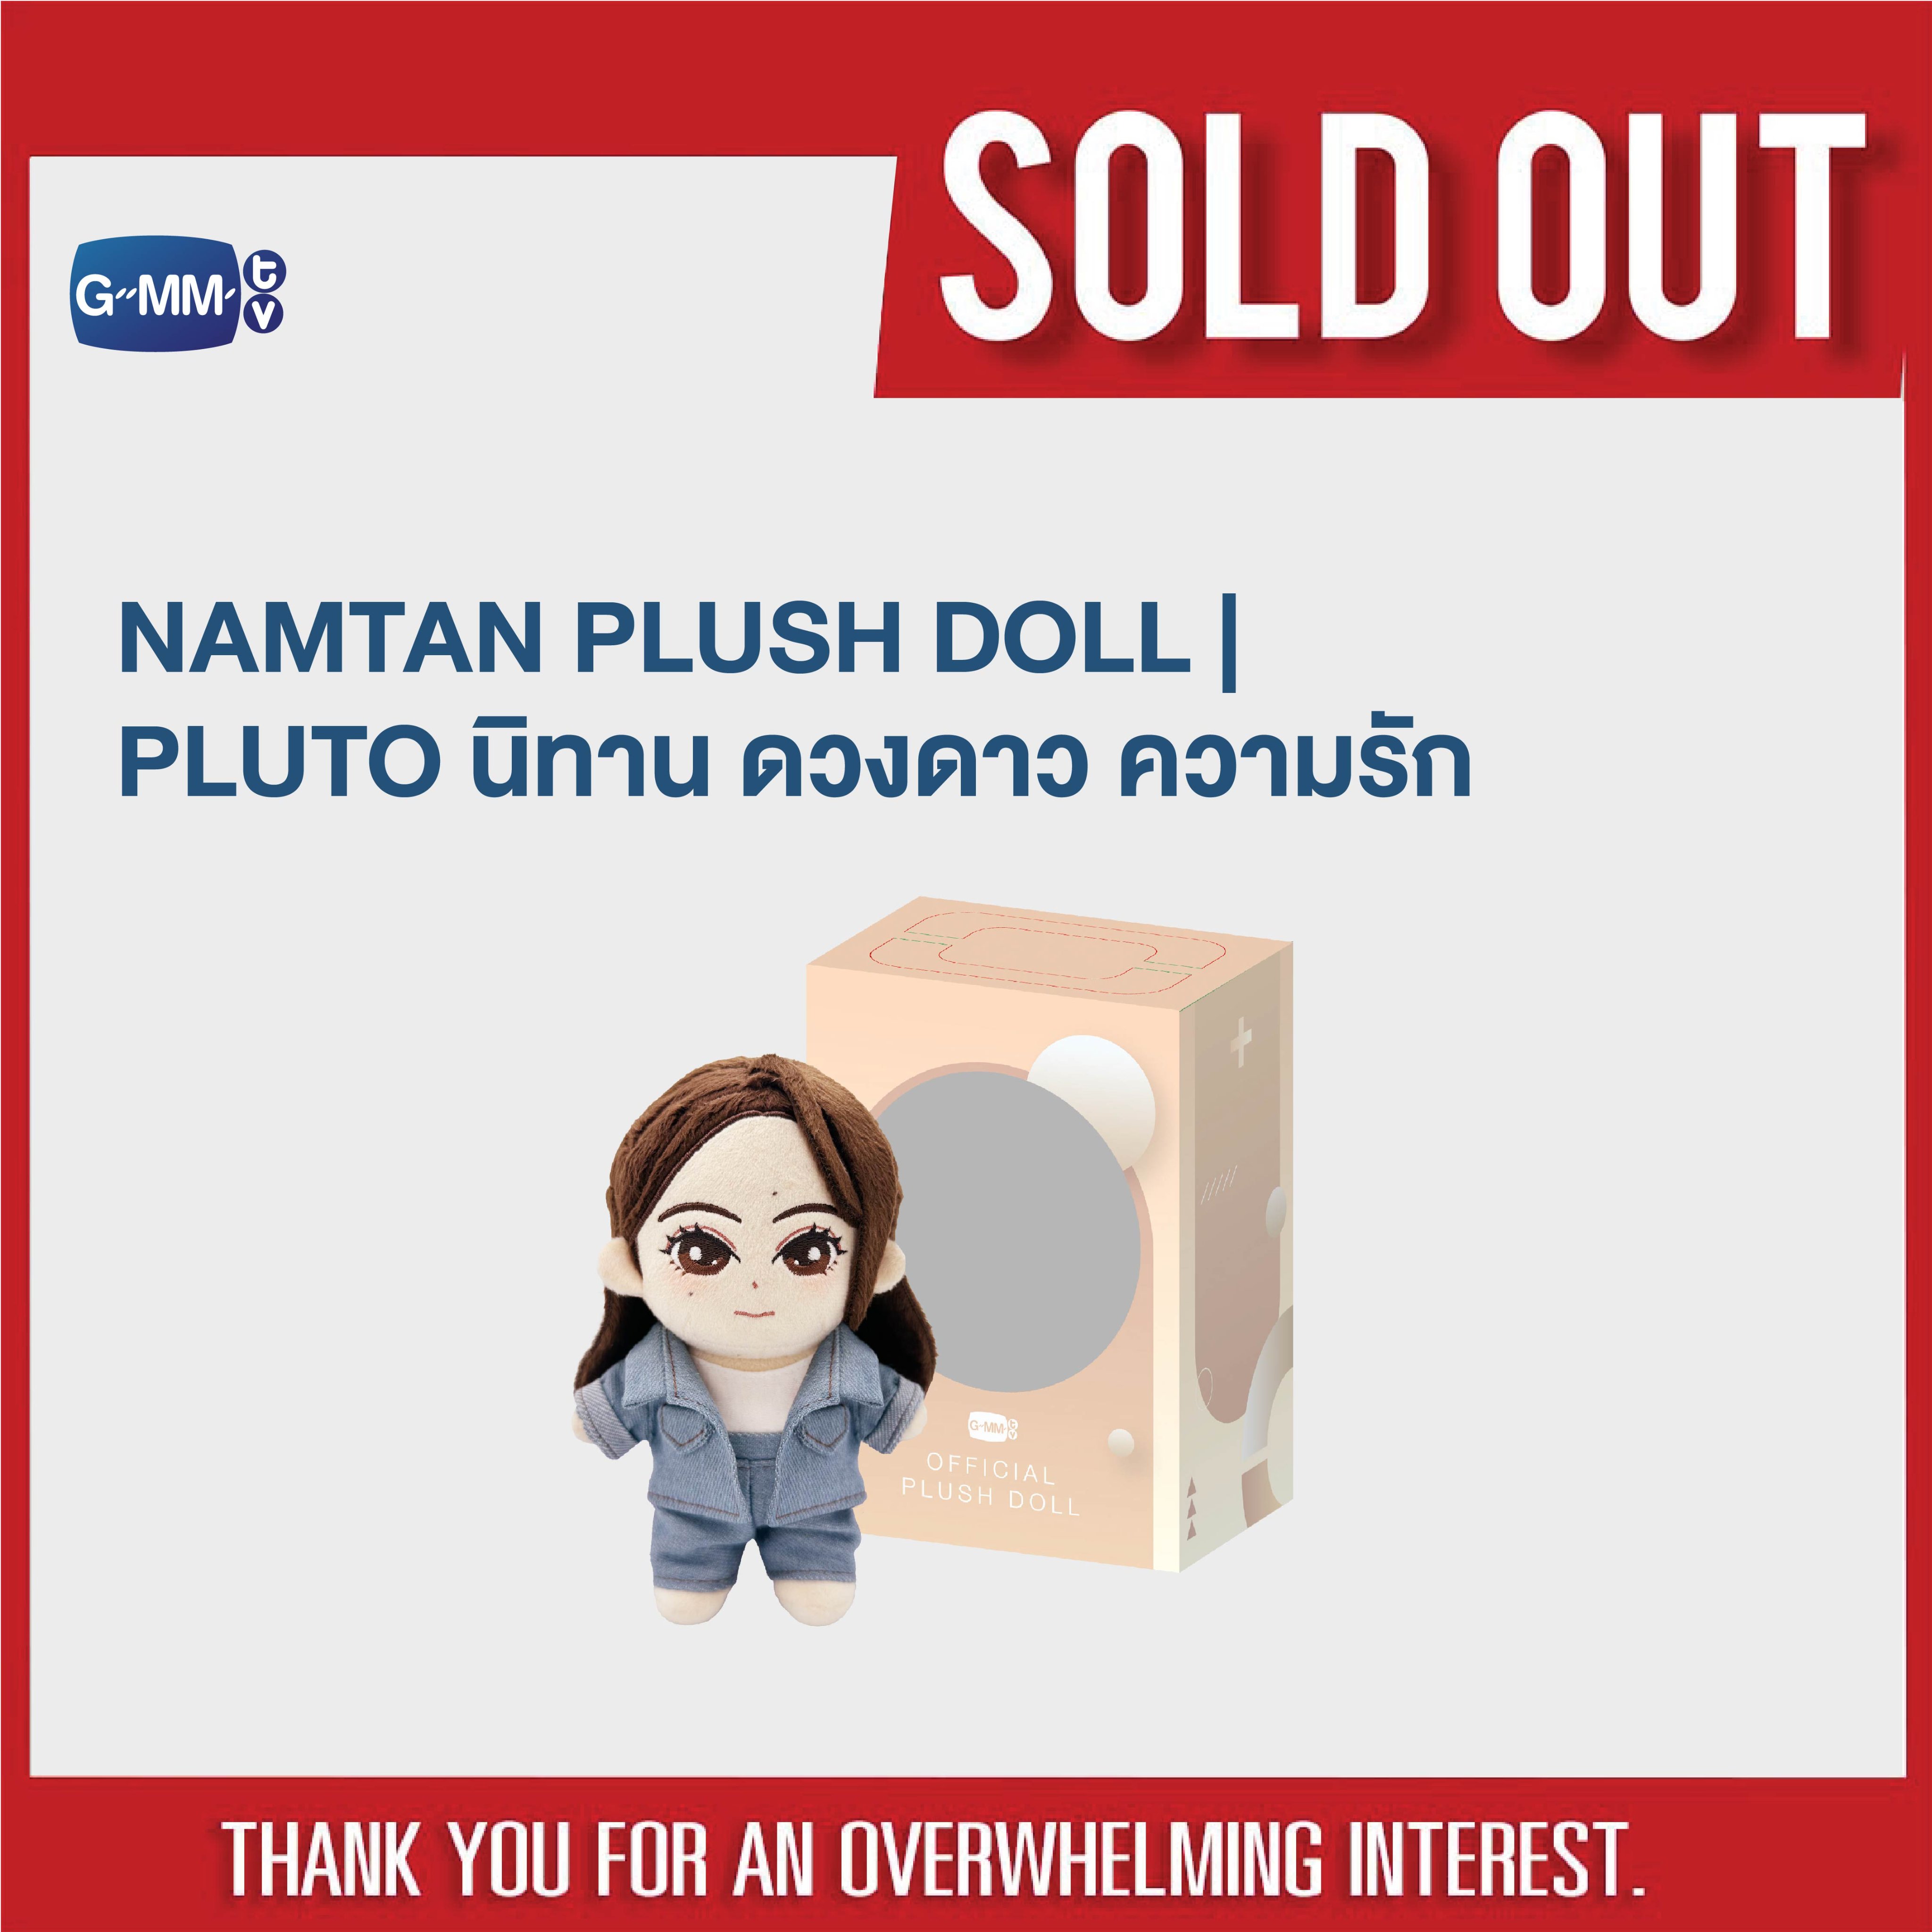 SOLD OUT
G-MM-
tv
NAMTAN PLUSH DOLL |
PLUTO นิทาน ดวงดาว ความรัก
G-MM-
tv
OFFICIAL
PLUSH DOLL
THANK YOU FOR AN OVERWHELMING INTEREST.